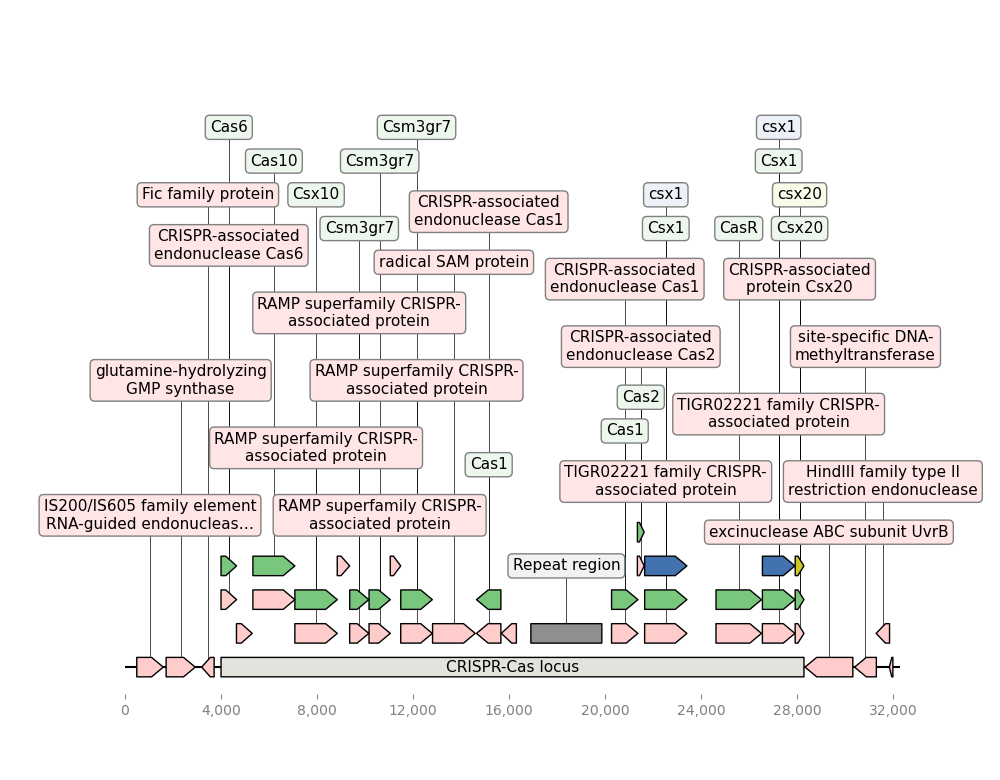 Cas6
Csm3gr7
csx1
Cas10
Csm3gr7
Csx1
Fic family protein
Csx10
csx1
csx20
CRISPR-associated
endonuclease Cas1
Csm3gr7
Csx1
CasR
Csx20
CRISPR-associated
endonuclease Cas6
radical SAM protein
CRISPR-associated
endonuclease Cas1
CRISPR-associated
protein Csx20
RAMP superfamily CRISPR-
associated protein
CRISPR-associated
endonuclease Cas2
site-specific DNA-
methyltransferase
glutamine-hydrolyzing
GMP synthase
RAMP superfamily CRISPR-
associated protein
Cas2
TIGR02221 family CRISPR-
associated protein
Cas1
RAMP superfamily CRISPR-
associated protein
Cas1
TIGR02221 family CRISPR-
associated protein
HindIII family type II
restriction endonuclease
IS200/IS605 family element
RNA-guided endonucleas…
RAMP superfamily CRISPR-
associated protein
excinuclease ABC subunit UvrB
Repeat region
CRISPR-Cas locus
0
4,000
8,000
12,000
16,000
20,000
24,000
28,000
32,000